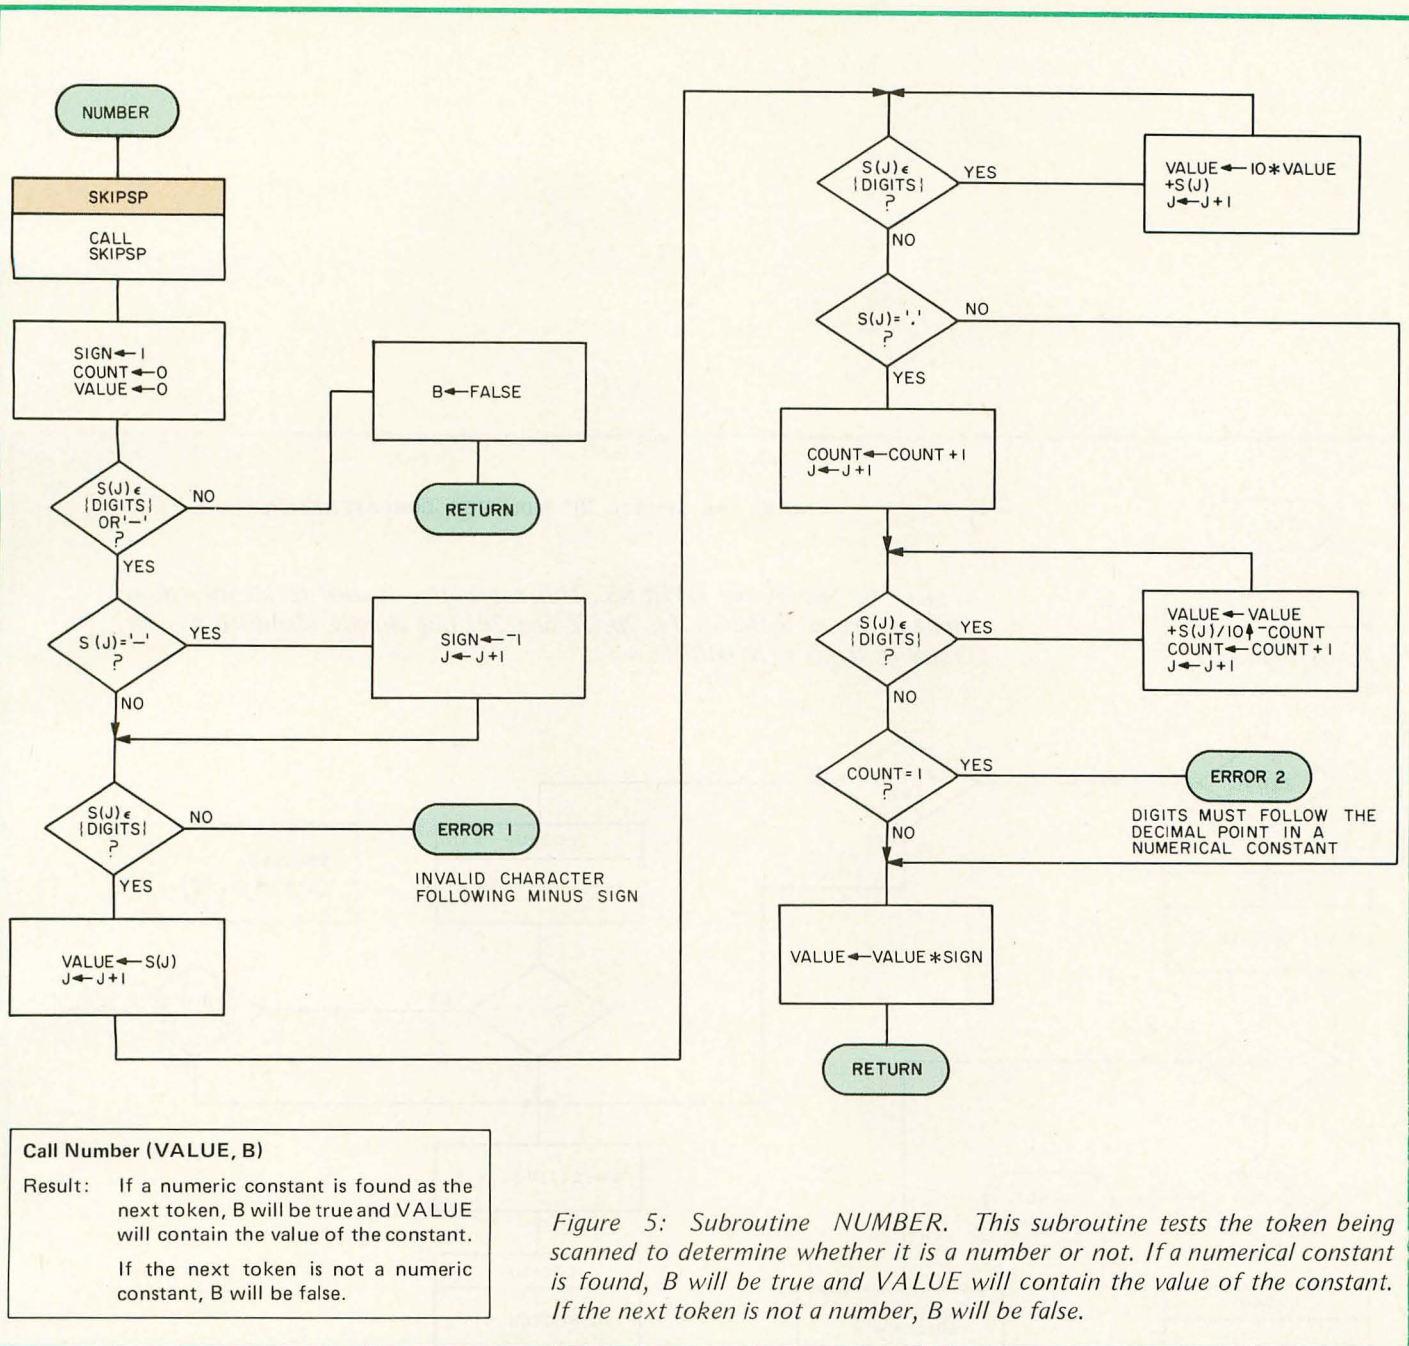 NUMBER
SKIPSP
CALL
SKIPSP
SIGN←1
COUNT←0
VALUE←0
S(J)ϵ
|DIGITS|
OR'—'
?
NO
B←FALSE
RETURN
YES
S(J)='—'
?
YES
SIGN←⁻1
J←J+1
NO
S(J)ϵ
|DIGITS|
?
NO
ERROR 1
INVALID CHARACTER
FOLLOWING MINUS SIGN
YES
VALUE←S(J)
J←J+1
S(J)ϵ
|DIGITS|
?
YES
VALUE←10*VALUE
+S(J)
J←J+1
NO
S(J)='.'
?
NO
YES
COUNT←COUNT+1
J←J+1
S(J)ϵ
|DIGITS|
?
YES
VALUE←VALUE
+S(J)/10↑⁻COUNT
COUNT←COUNT+1
J←J+1
NO
COUNT=1
?
YES
ERROR 2
DIGITS MUST FOLLOW THE
DECIMAL POINT IN A
NUMERICAL CONSTANT
NO
VALUE←VALUE*SIGN
RETURN
Call Number (VALUE, B)
Result: If a numeric constant is found as the
next token, B will be true and VALUE
will contain the value of the constant.
If the next token is not a numeric
constant, B will be false.
Figure 5: Subroutine NUMBER. This subroutine tests the token being
scanned to determine whether it is a number or not. If a numerical constant
is found, B will be true and VALUE will contain the value of the constant.
If the next token is not a number, B will be false.